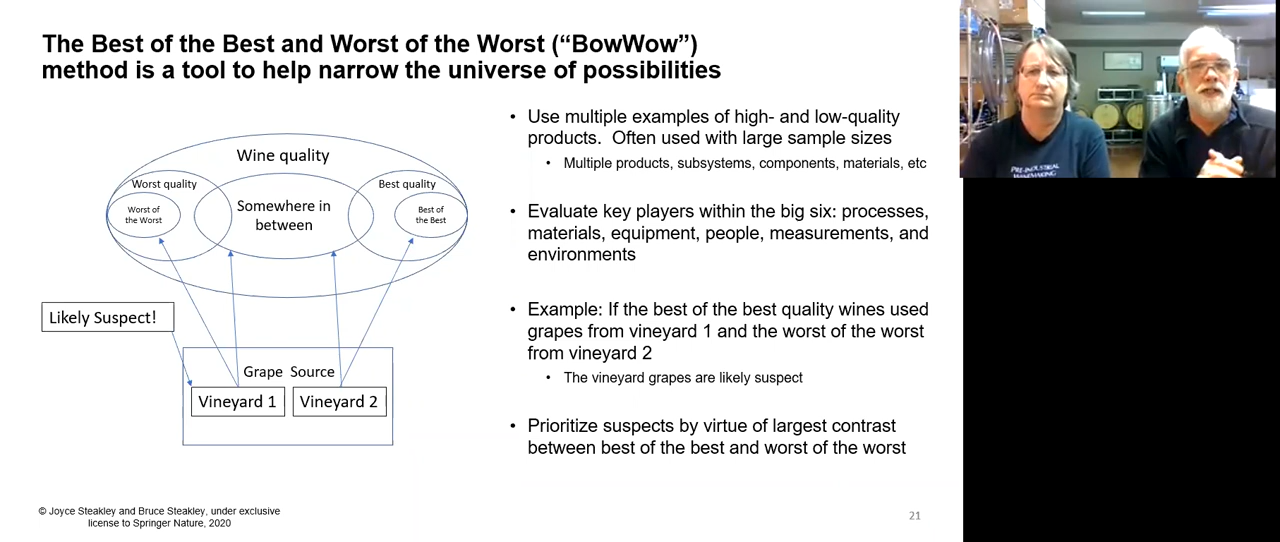 The Best of the Best and Worst of the Worst (“BowWow”)
method is a tool to help narrow the universe of possibilities
Wine quality
Worst quality
Best quality
Worst of
the Worst
Somewhere in
between
Best of
the Best
Likely Suspect!
Grape Source
Vineyard 1
Vineyard 2
• Use multiple examples of high- and low-quality
products. Often used with large sample sizes
• Multiple products, subsystems, components, materials, etc
• Evaluate key players within the big six: processes,
materials, equipment, people, measurements, and
environments
• Example: If the best of the best quality wines used
grapes from vineyard 1 and the worst of the worst
from vineyard 2
• The vineyard grapes are likely suspect
• Prioritize suspects by virtue of largest contrast
between best of the best and worst of the worst
© Joyce Steakley and Bruce Steakley, under exclusive
license to Springer Nature, 2020
21
PRE-INDUSTRIAL
WINEMAKING